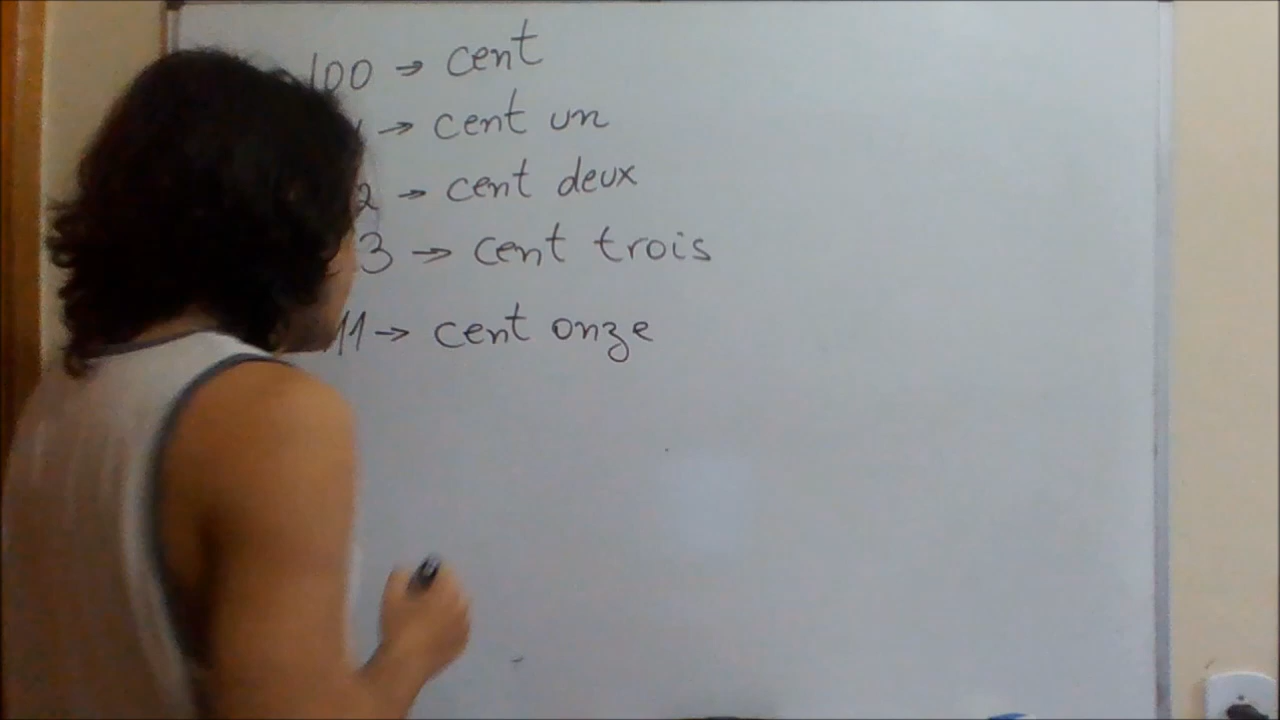 100 → cent
→ cent un
2 → cent deux
3 → cent trois
11 → cent onze